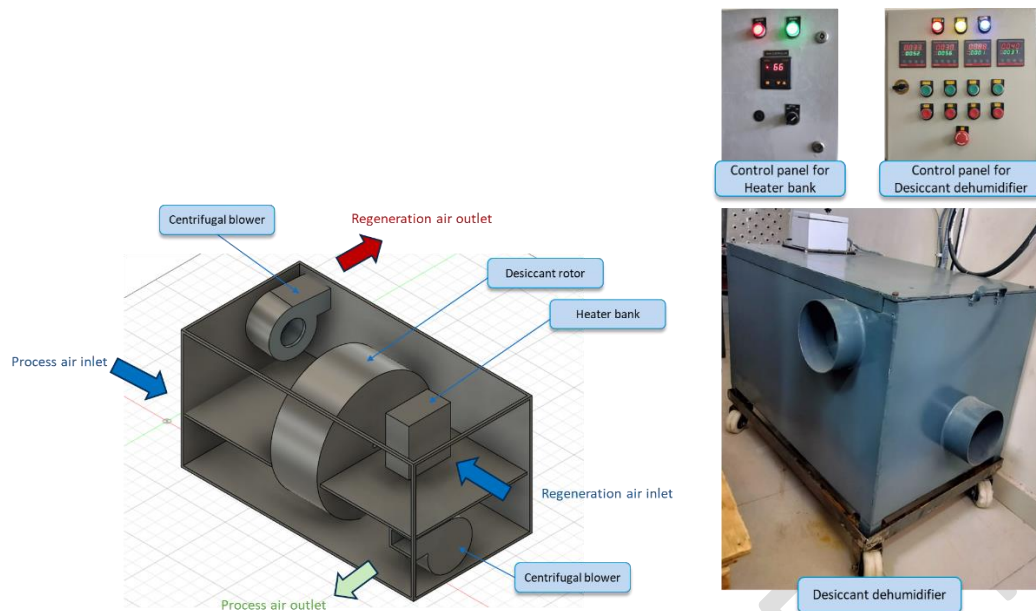 Control panel for
Heater bank
Control panel for
Desiccant dehumidifier
Centrifugal blower
Regeneration air outlet
Desiccant rotor
Heater bank
Process air inlet
Regeneration air inlet
Centrifugal blower
Process air outlet
Desiccant dehumidifier
66